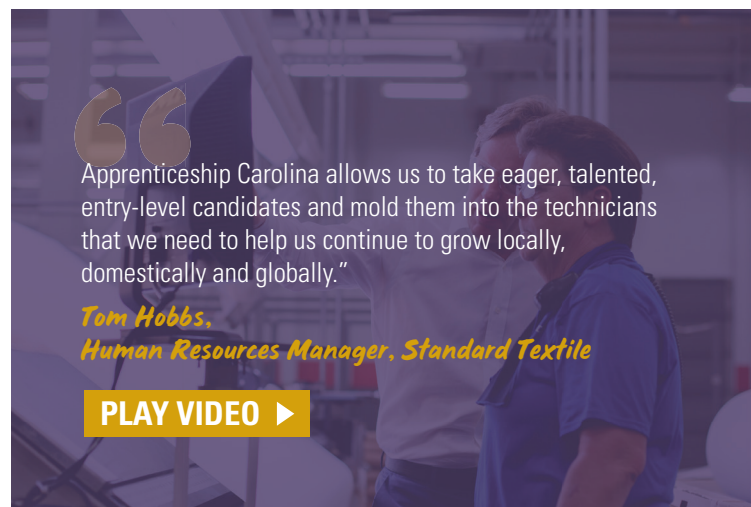 “
Apprenticeship Carolina allows us to take eager, talented,
entry-level candidates and mold them into the technicians
that we need to help us continue to grow locally,
domestically and globally.”
Tom Hobbs,
Human Resources Manager, Standard Textile
PLAY VIDEO